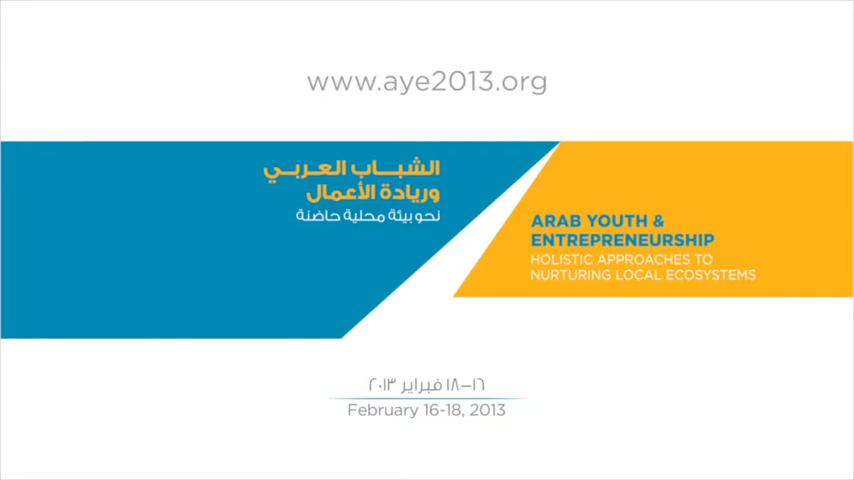 www.aye2013.org
الشباب العربي
وريادة الأعمال
نحو بيئة محلية حاضنة
ARAB YOUTH &
ENTREPRENEURSHIP
HOLISTIC APPROACHES TO
NURTURING LOCAL ECOSYSTEMS
١٦–١٨ فبراير ٢٠١٣
February 16-18, 2013